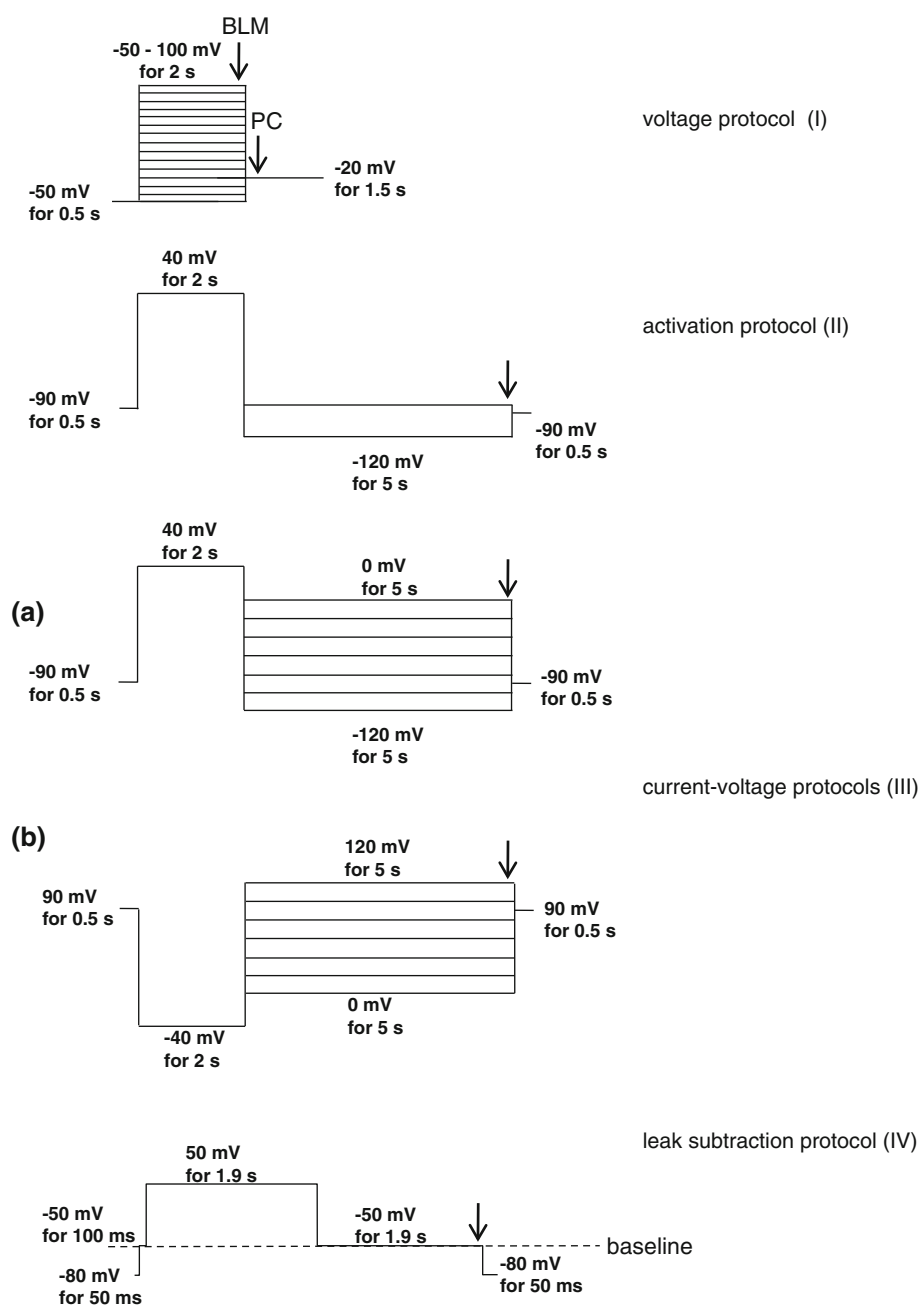 BLM
-50 - 100 mV
for 2 s
PC
voltage protocol (I)
-20 mV
for 1.5 s
-50 mV
for 0.5 s
40 mV
for 2 s
activation protocol (II)
-90 mV
for 0.5 s
-90 mV
for 0.5 s
-120 mV
for 5 s
40 mV
for 2 s
0 mV
for 5 s
(a)
-90 mV
for 0.5 s
-90 mV
for 0.5 s
-120 mV
for 5 s
current-voltage protocols (III)
(b)
120 mV
for 5 s
90 mV
for 0.5 s
90 mV
for 0.5 s
0 mV
for 5 s
-40 mV
for 2 s
leak subtraction protocol (IV)
50 mV
for 1.9 s
-50 mV
for 100 ms
-50 mV
for 1.9 s
baseline
-80 mV
for 50 ms
-80 mV
for 50 ms